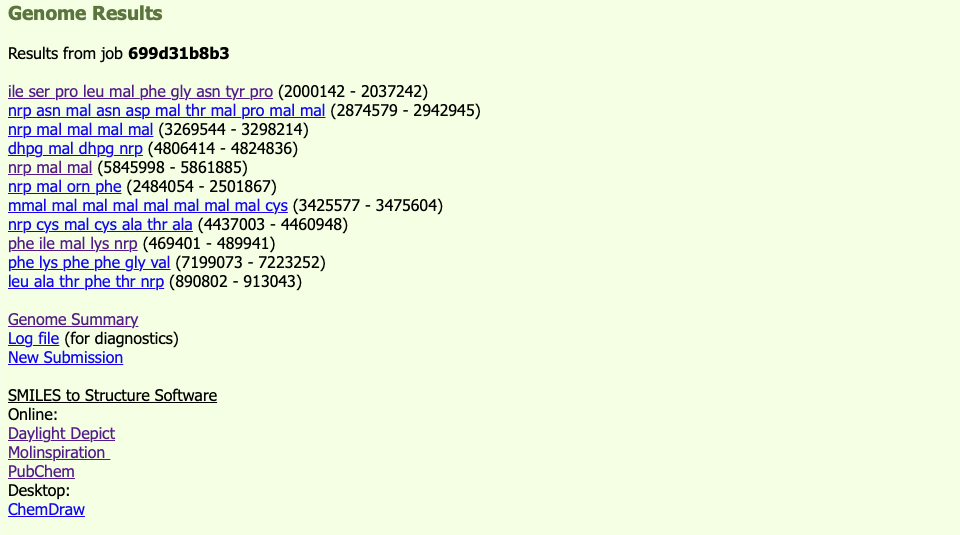 Genome Results
Results from job 699d31b8b3
ile ser pro leu mal phe gly asn tyr pro (2000142 - 2037242)
nrp asn mal asn asp mal thr mal pro mal mal (2874579 - 2942945)
nrp mal mal mal mal (3269544 - 3298214)
dhpg mal dhpg nrp (4806414 - 4824836)
nrp mal mal (5845998 - 5861885)
nrp mal orn phe (2484054 - 2501867)
mmal mal mal mal mal mal mal mal cys (3425577 - 3475604)
nrp cys mal cys ala thr ala (4437003 - 4460948)
phe ile mal lys nrp (469401 - 489941)
phe lys phe phe gly val (7199073 - 7223252)
leu ala thr phe thr nrp (890802 - 913043)
Genome Summary
Log file (for diagnostics)
New Submission
SMILES to Structure Software
Online:
Daylight Depict
Molinspiration
PubChem
Desktop:
ChemDraw